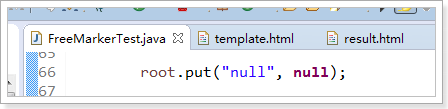 FreeMarkerTest.java template.html result.html
65
66 root.put("null", null);
67